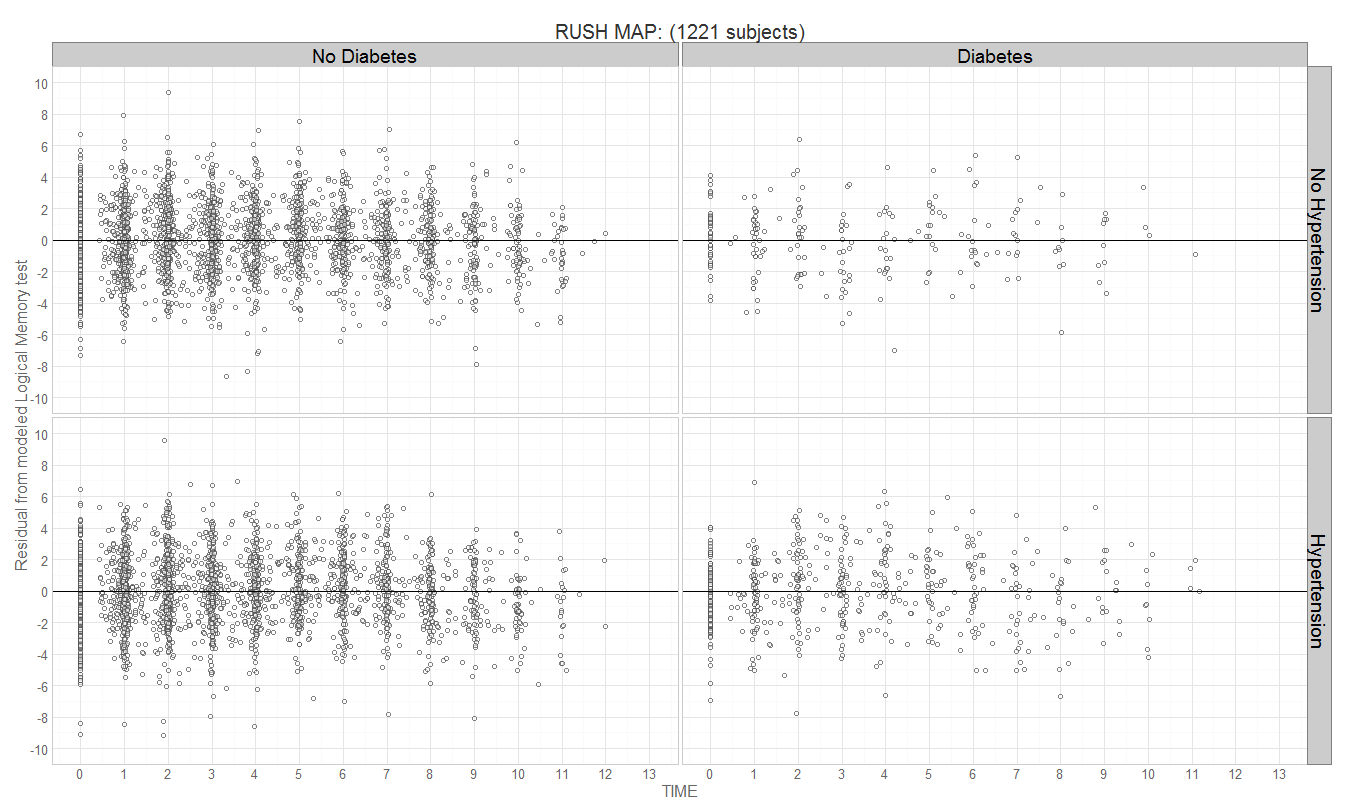 RUSH MAP: (1221 subjects)
No Diabetes
Diabetes
10
8
6
4
2
0
-2
-4
-6
-8
-10
No Hypertension
Residual from modeled Logical Memory test
10
8
6
4
2
0
-2
-4
-6
-8
-10
Hypertension
0 1 2 3 4 5 6 7 8 9 10 11 12 13
0 1 2 3 4 5 6 7 8 9 10 11 12 13
TIME